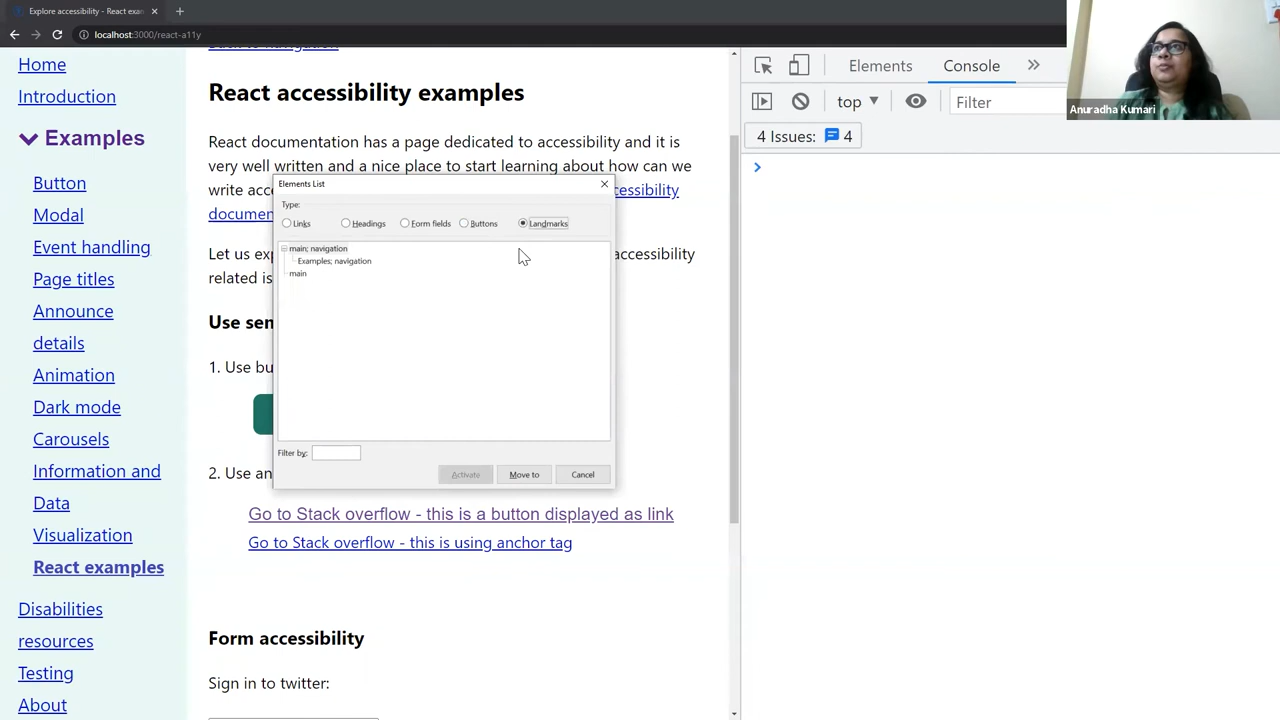 Explore accessibility - React exa
localhost:3000/react-a11y
Home
Introduction
Examples
Button
Modal
Event handling
Page titles
Announce
details
Animation
Dark mode
Carousels
Information and
Data
Visualization
React examples
Disabilities
resources
Testing
About
React accessibility examples
React documentation has a page dedicated to accessibility and it is
very well written and a nice place to start learning about how can we
write acc
cessibility
documen
Let us ex
accessibility
related is
Use sen
1. Use bu
2. Use an
Go to Stack overflow - this is a button displayed as link
Go to Stack overflow - this is using anchor tag
Form accessibility
Sign in to twitter:
Elements List
Type:
Links Headings Form fields Buttons Landmarks
main; navigation
Examples; navigation
main
Filter by:
Activate Move to Cancel
Elements Console
top Filter
4 Issues: 4
Anuradha Kumari